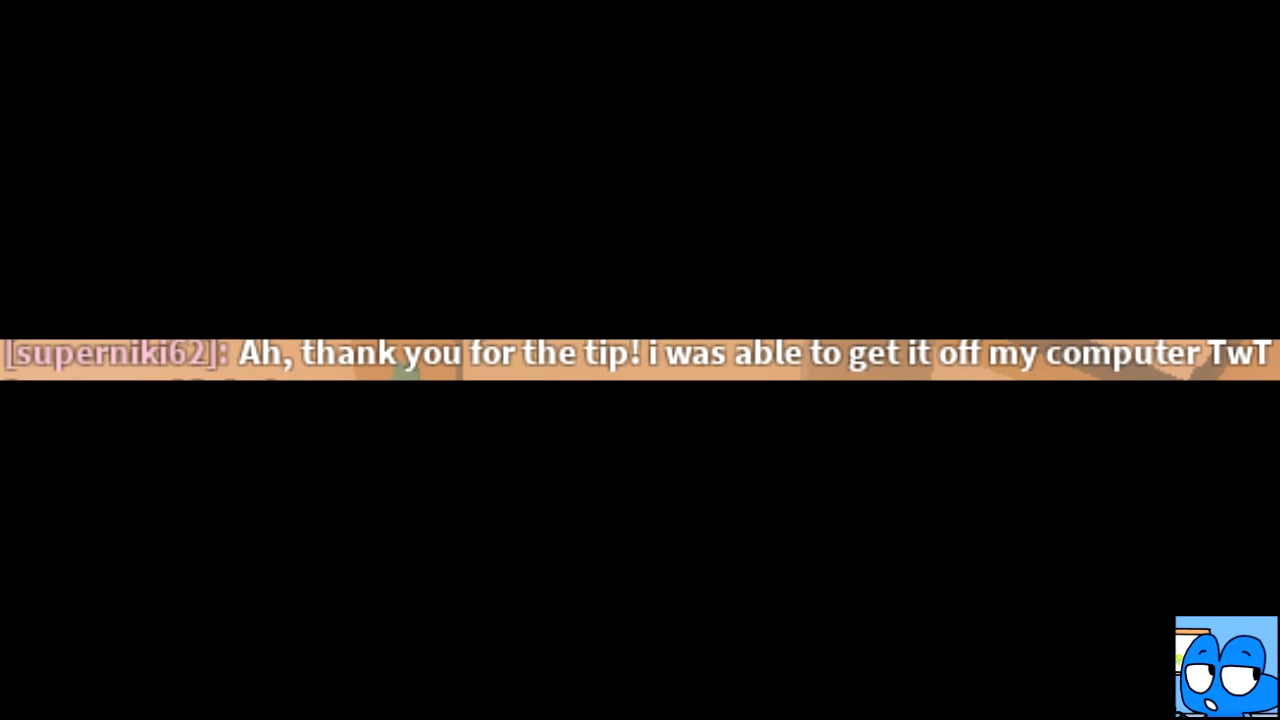 [superniki62]: Ah, thank you for the tip! i was able to get it off my computer TwT